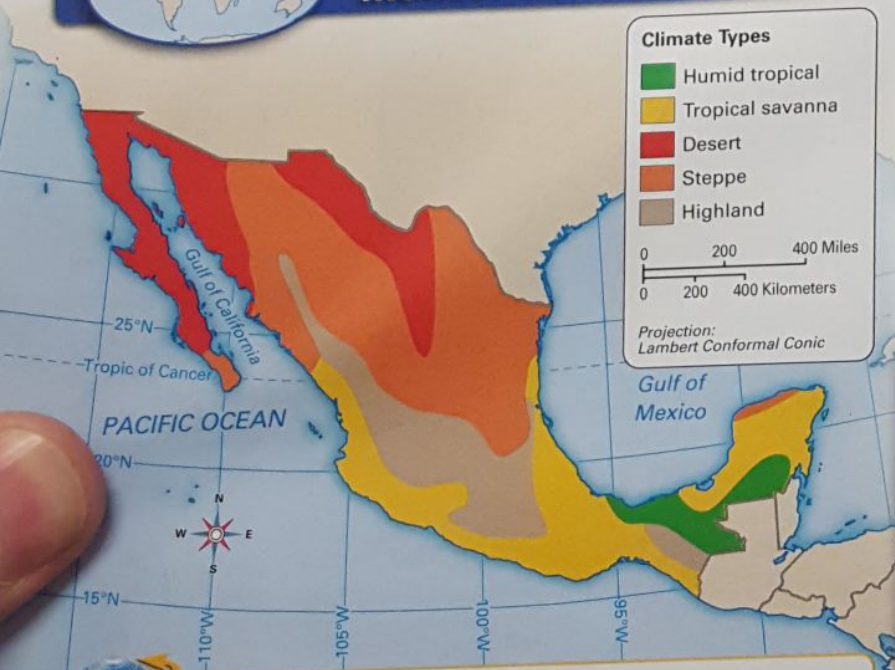 Climate Types
Humid tropical
Tropical savanna
Desert
Steppe
Highland
0 200 400 Miles
0 200 400 Kilometers
Projection:
Lambert Conformal Conic
Gulf of California
25°N
Tropic of Cancer
PACIFIC OCEAN
Gulf of
Mexico
20°N
N
W E
S
15°N
110°W
105°W
100°W
95°W